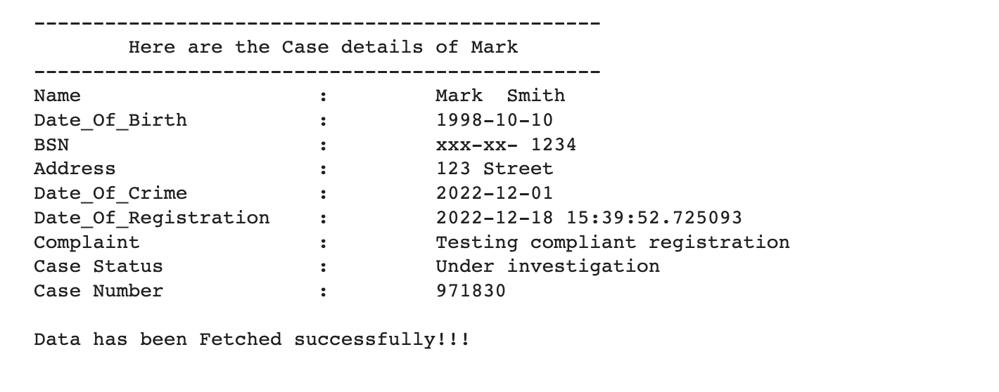 ------------------------------------------------
Here are the Case details of Mark
------------------------------------------------
Name : Mark  Smith
Date_Of_Birth : 1998-10-10
BSN : xxx-xx- 1234
Address : 123 Street
Date_Of_Crime : 2022-12-01
Date_Of_Registration : 2022-12-18 15:39:52.725093
Complaint : Testing compliant registration
Case Status : Under investigation
Case Number : 971830
Data has been Fetched successfully!!!